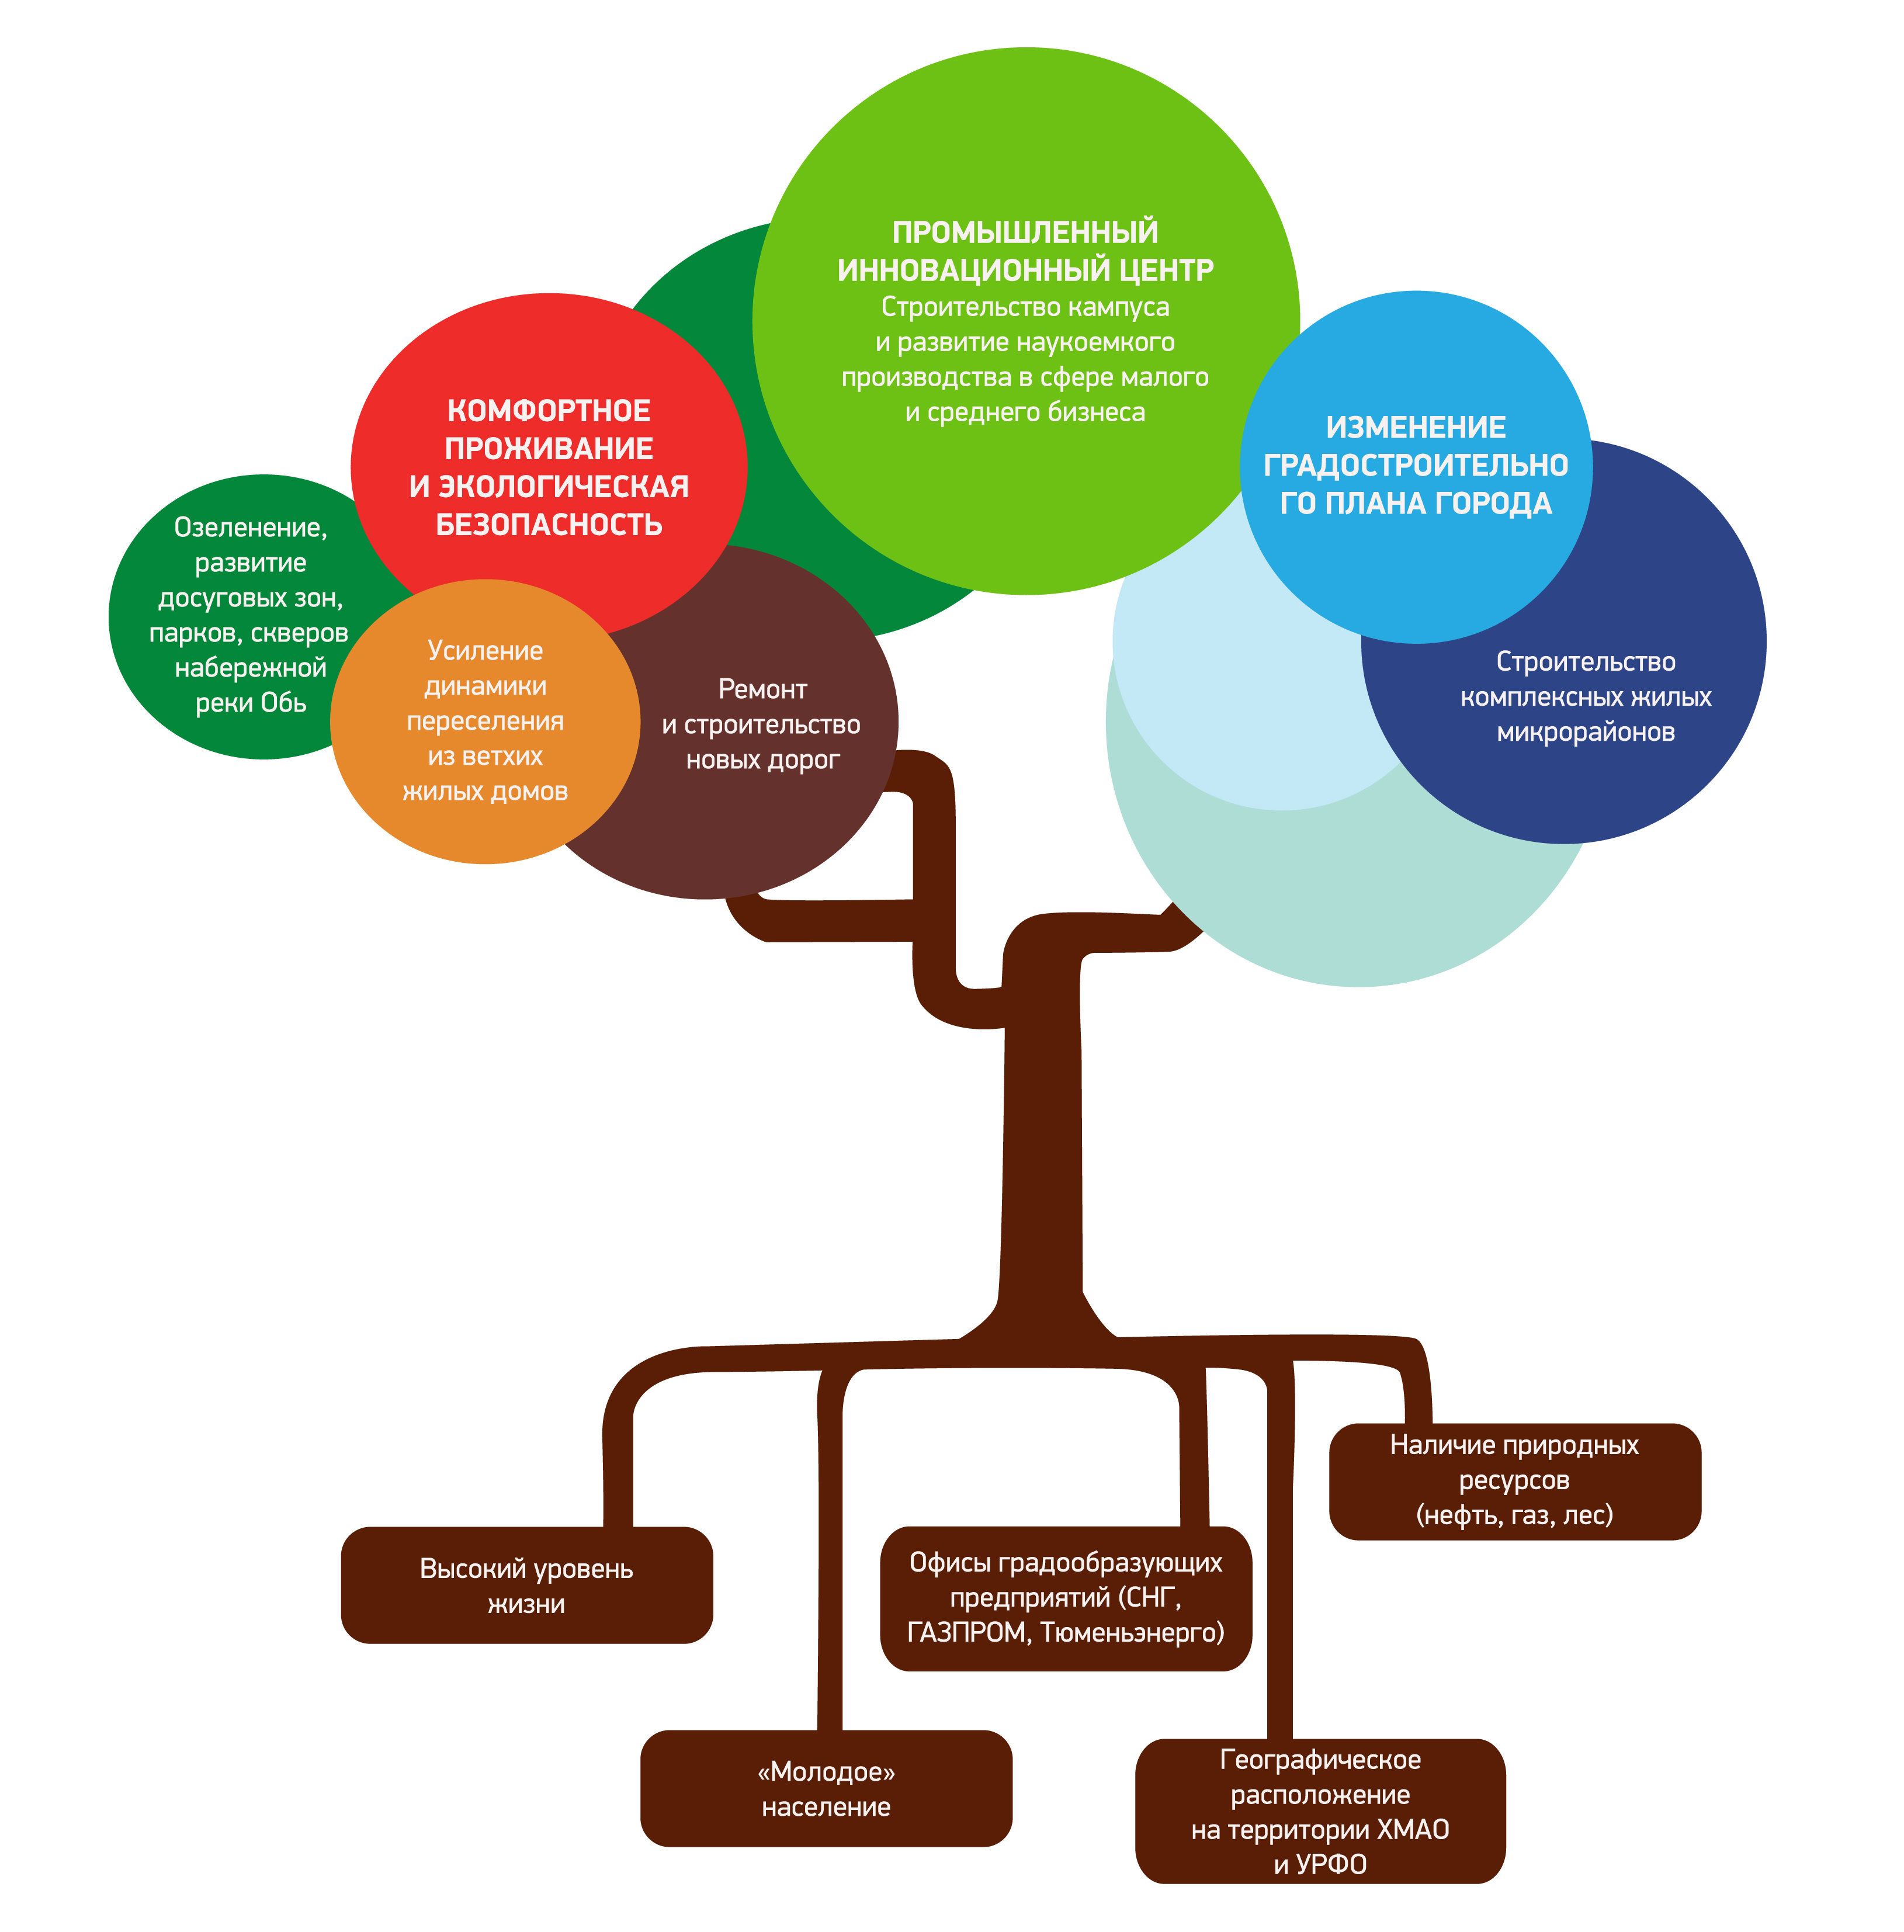 ПРОМЫШЛЕННЫЙ
ИННОВАЦИОННЫЙ ЦЕНТР
Строительство кампуса
и развитие наукоемкого
производства в сфере малого
и среднего бизнеса
КОМФОРТНОЕ
ПРОЖИВАНИЕ
И ЭКОЛОГИЧЕСКАЯ
БЕЗОПАСНОСТЬ
ИЗМЕНЕНИЕ
ГРАДОСТРОИТЕЛЬНО
ГО ПЛАНА ГОРОДА
Озеленение,
развитие
досуговых зон,
парков, скверов
набережной
реки Обь
Усиление
динамики
переселения
из ветхих
жилых домов
Ремонт
и строительство
новых дорог
Строительство
комплексных жилых
микрорайонов
Наличие природных
ресурсов
(нефть, газ, лес)
Высокий уровень
жизни
Офисы градообразующих
предприятий (СНГ,
ГАЗПРОМ, Тюменьэнерго)
«Молодое»
население
Географическое
расположение
на территории ХМАО
и УРФО